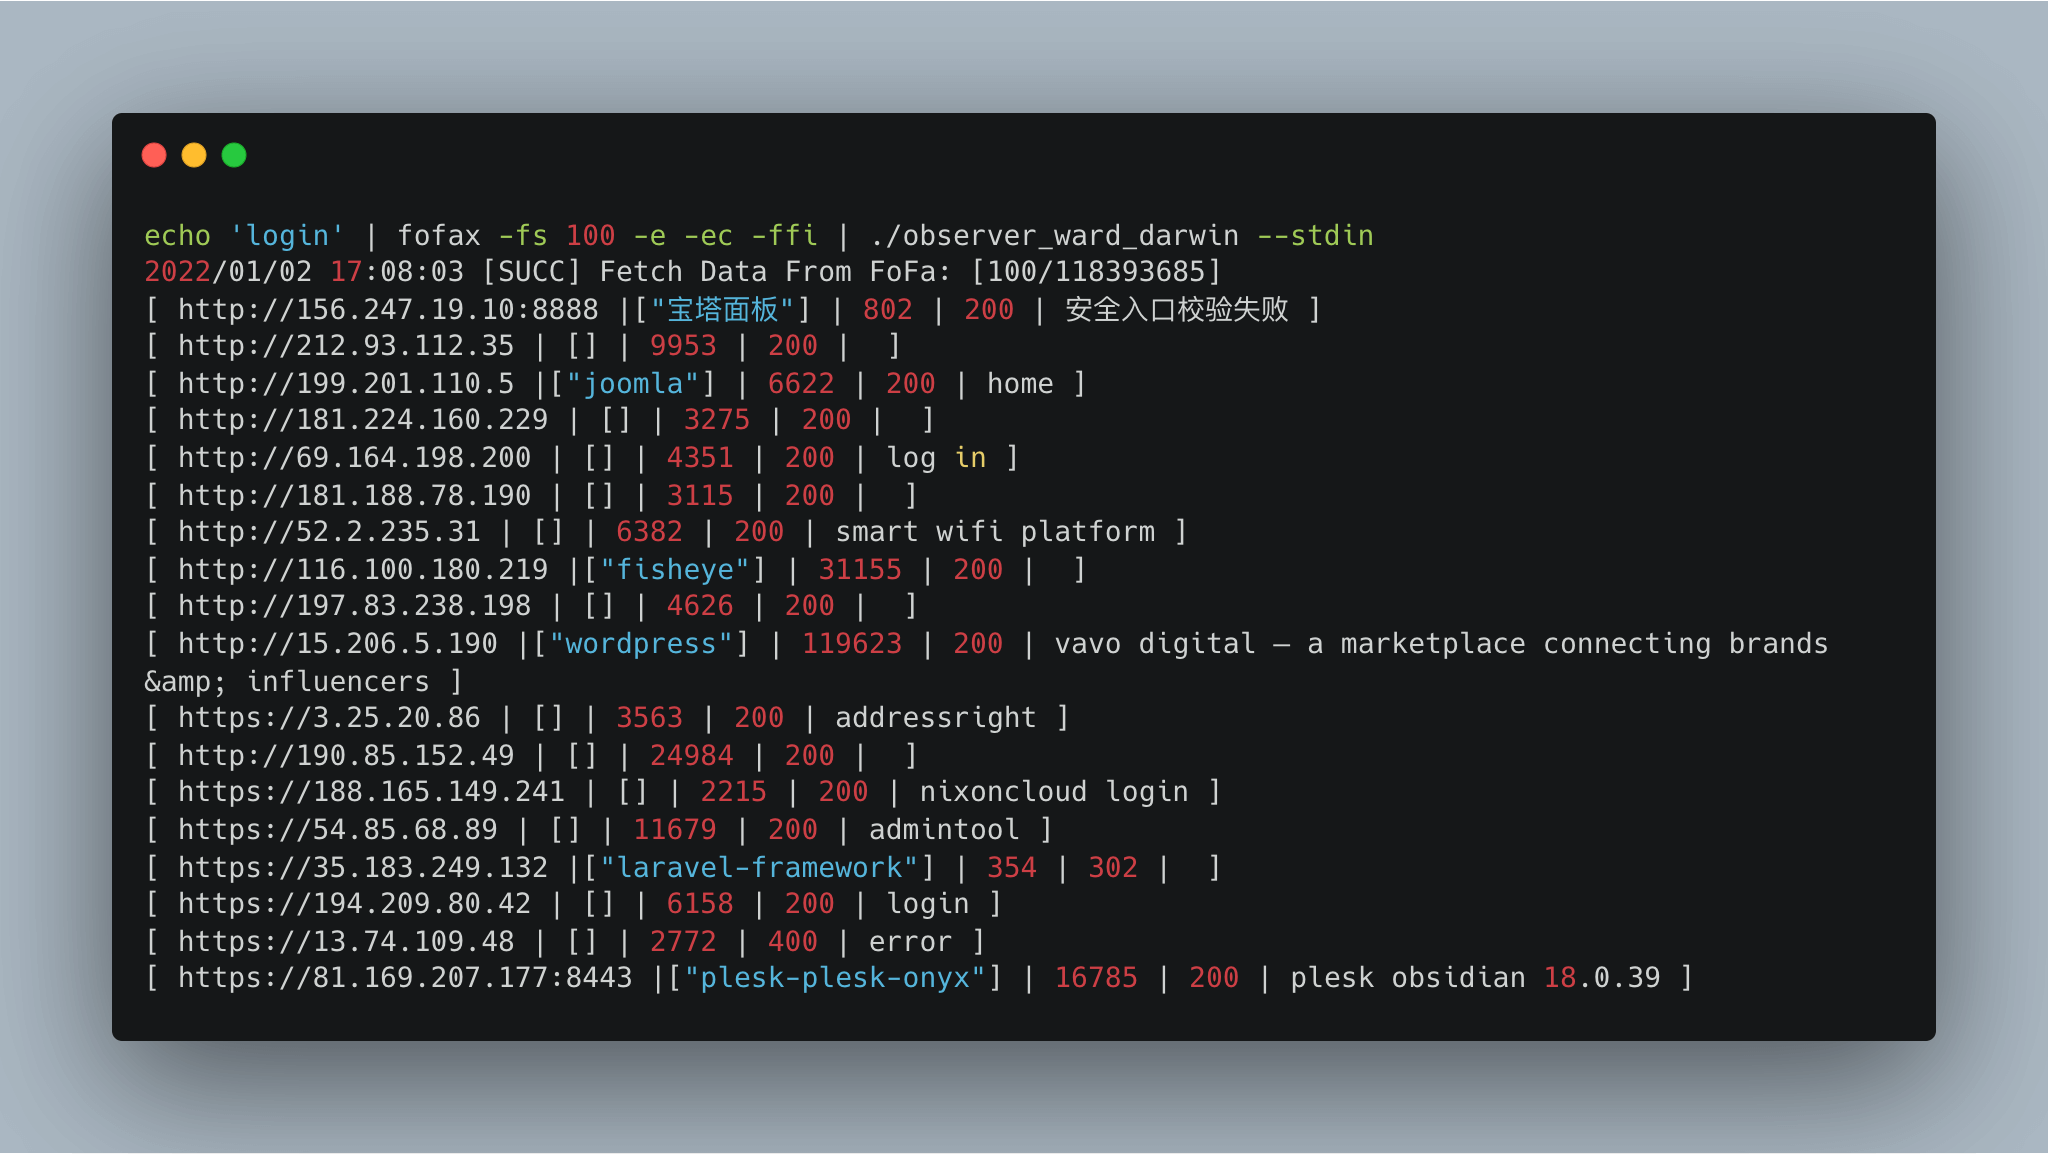 echo 'login' | fofax -fs 100 -e -ec -ffi | ./observer_ward_darwin --stdin
2022/01/02 17:08:03 [SUCC] Fetch Data From FoFa: [100/118393685]
[ http://156.247.19.10:8888 |["宝塔面板"] | 802 | 200 | 安全入口校验失败 ]
[ http://212.93.112.35 | [] | 9953 | 200 |  ]
[ http://199.201.110.5 |["joomla"] | 6622 | 200 | home ]
[ http://181.224.160.229 | [] | 3275 | 200 |  ]
[ http://69.164.198.200 | [] | 4351 | 200 | log in ]
[ http://181.188.78.190 | [] | 3115 | 200 |  ]
[ http://52.2.235.31 | [] | 6382 | 200 | smart wifi platform ]
[ http://116.100.180.219 |["fisheye"] | 31155 | 200 |  ]
[ http://197.83.238.198 | [] | 4626 | 200 |  ]
[ http://15.206.5.190 |["wordpress"] | 119623 | 200 | vavo digital – a marketplace connecting brands
&amp; influencers ]
[ https://3.25.20.86 | [] | 3563 | 200 | addressright ]
[ http://190.85.152.49 | [] | 24984 | 200 |  ]
[ https://188.165.149.241 | [] | 2215 | 200 | nixoncloud login ]
[ https://54.85.68.89 | [] | 11679 | 200 | admintool ]
[ https://35.183.249.132 |["laravel-framework"] | 354 | 302 |  ]
[ https://194.209.80.42 | [] | 6158 | 200 | login ]
[ https://13.74.109.48 | [] | 2772 | 400 | error ]
[ https://81.169.207.177:8443 |["plesk-plesk-onyx"] | 16785 | 200 | plesk obsidian 18.0.39 ]